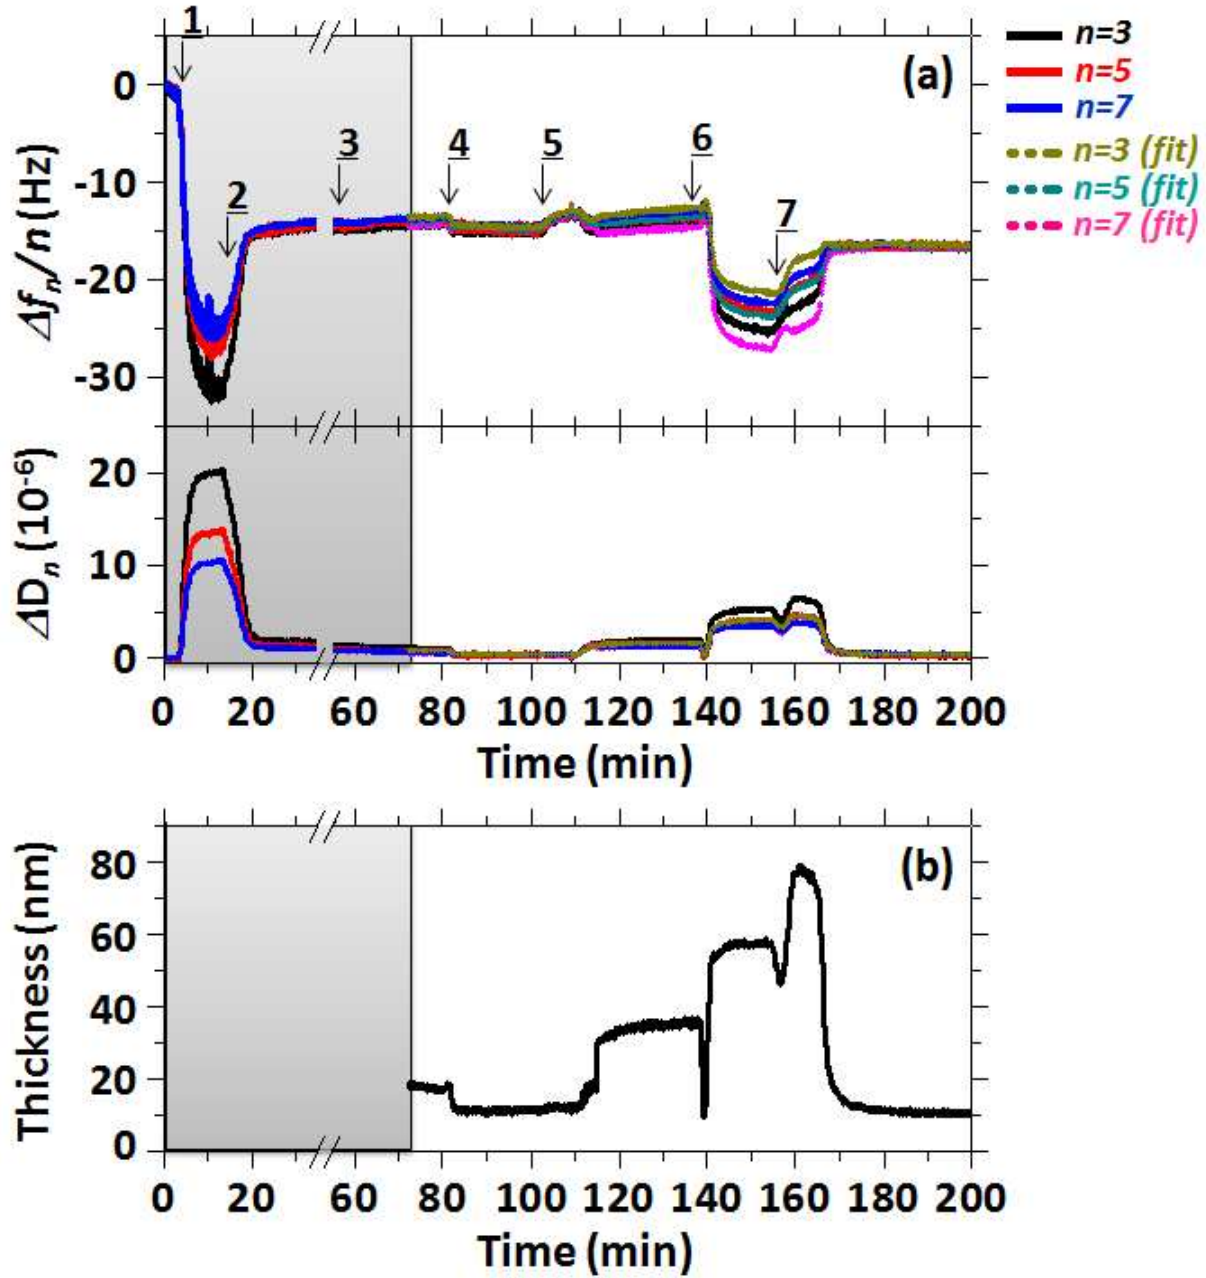 1
(a)
n=3
n=5
n=7
n=3 (fit)
n=5 (fit)
n=7 (fit)
2
3
4
5
6
7
Δfn/n (Hz)
0
-10
-20
-30
ΔDn (10-6)
20
10
0
0 20 60 80 100 120 140 160 180 200
Time (min)
(b)
Thickness (nm)
80
60
40
20
0
0 20 60 80 100 120 140 160 180 200
Time (min)